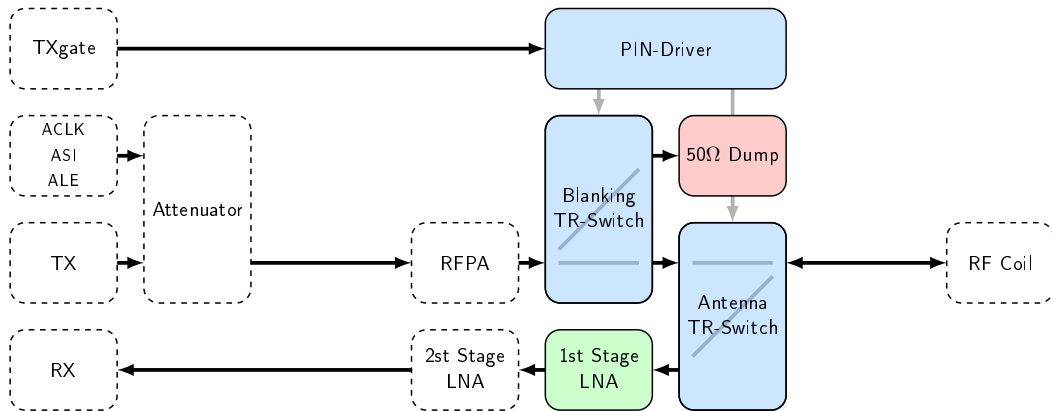 TXgate
PIN-Driver
ACLK
ASI
ALE
Attenuator
50Ω Dump
Blanking
TR-Switch
TX
RFPA
RF Coil
Antenna
TR-Switch
RX
2st Stage
LNA
1st Stage
LNA